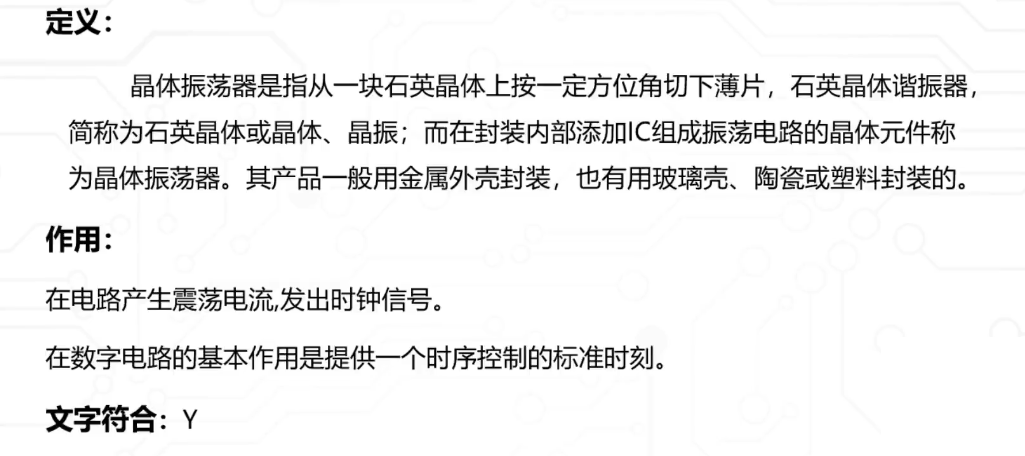 定义：
晶体振荡器是指从一块石英晶体上按一定方位角切下薄片，石英晶体谐振器，
简称为石英晶体或晶体、晶振；而在封装内部添加IC组成振荡电路的晶体元件称
为晶体振荡器。其产品一般用金属外壳封装，也有用玻璃壳、陶瓷或塑料封装的。
作用：
在电路产生震荡电流,发出时钟信号。
在数字电路的基本作用是提供一个时序控制的标准时刻。
文字符合：Y